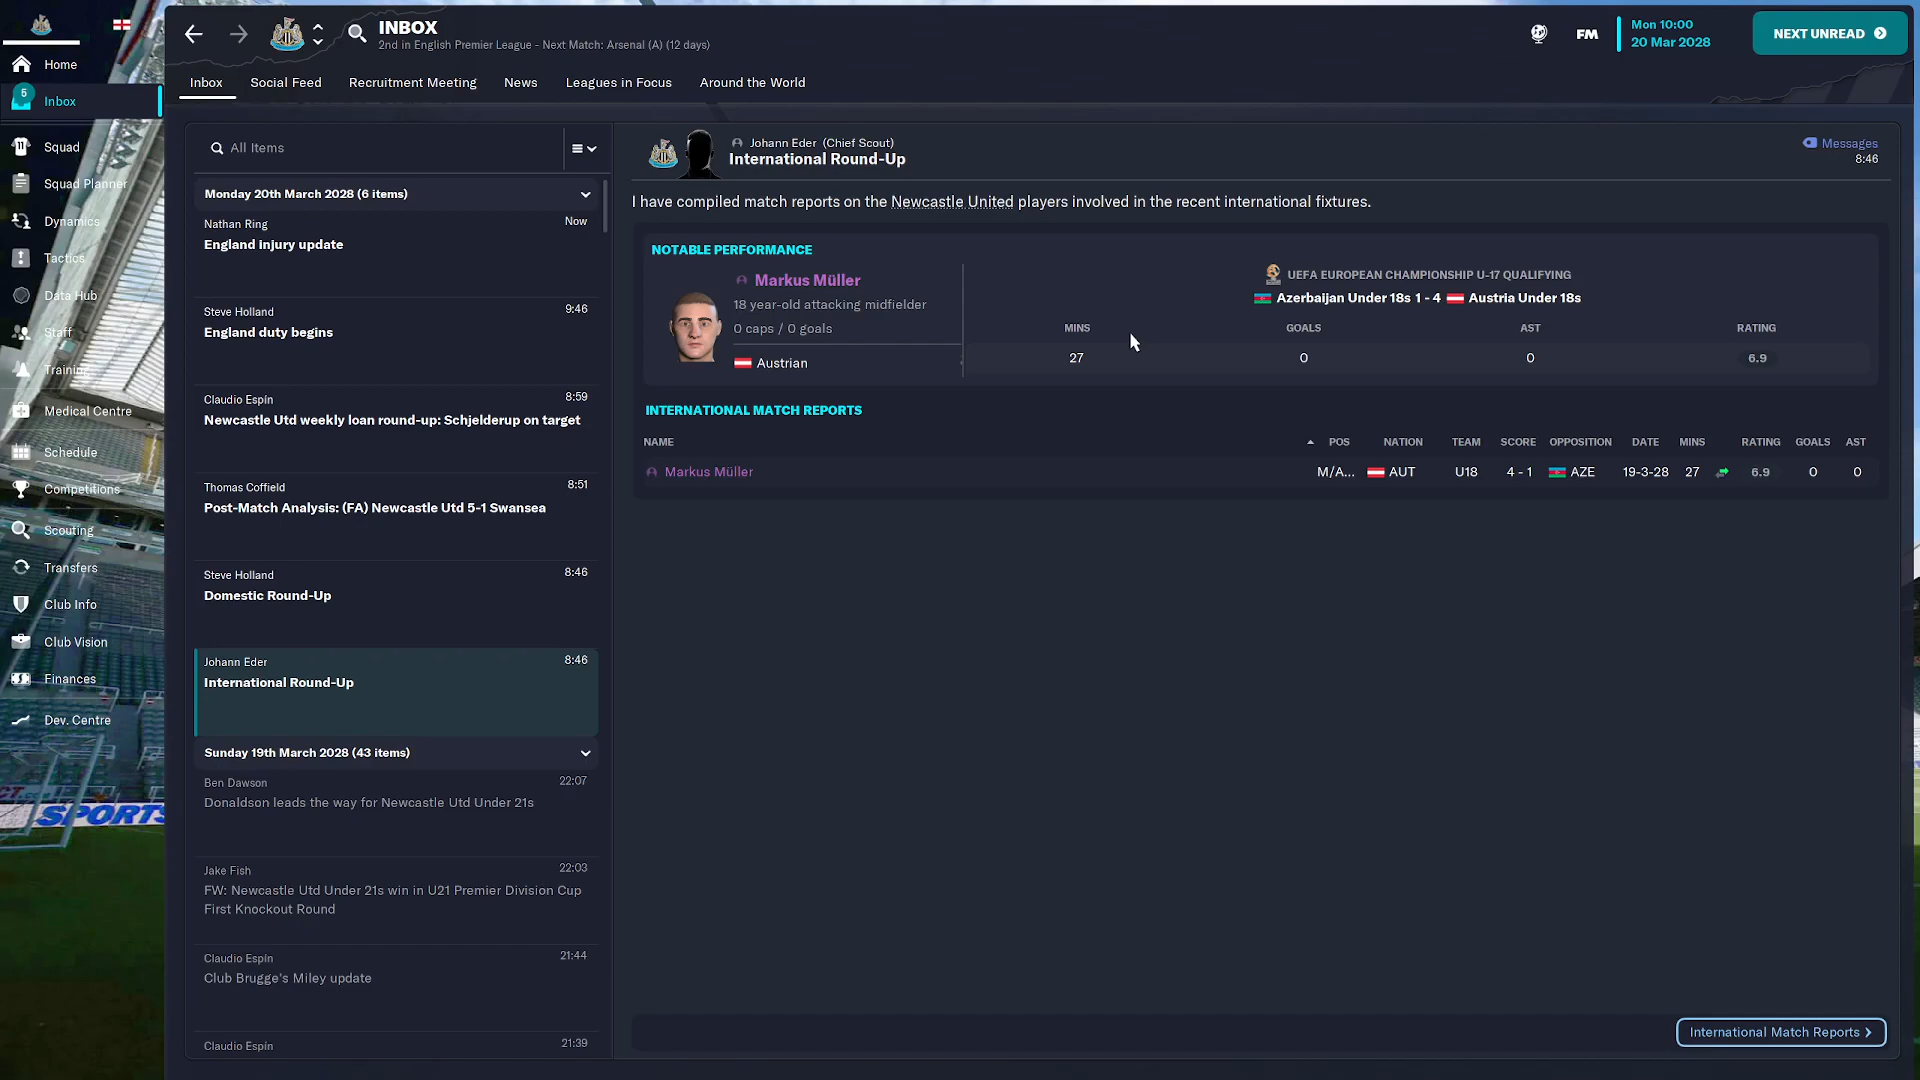 INBOX
2nd in English Premier League - Next Match: Arsenal (A) (12 days)
FM
Mon 10:00
20 Mar 2028
NEXT UNREAD
Home
5
Inbox
Squad
Squad Planner
Dynamics
Tactics
Data Hub
Staff
Training
Medical Centre
Schedule
Competitions
Scouting
Transfers
Club Info
Club Vision
Finances
Dev. Centre
SPORTS
Inbox
Social Feed
Recruitment Meeting
News
Leagues in Focus
Around the World
All Items
Monday 20th March 2028 (6 items)
Nathan Ring
Now
England injury update
Steve Holland
9:46
England duty begins
Claudio Espín
8:59
Newcastle Utd weekly loan round-up: Schjelderup on target
Thomas Coffield
8:51
Post-Match Analysis: (FA) Newcastle Utd 5-1 Swansea
Steve Holland
8:46
Domestic Round-Up
Johann Eder
8:46
International Round-Up
Sunday 19th March 2028 (43 items)
Ben Dawson
22:07
Donaldson leads the way for Newcastle Utd Under 21s
Jake Fish
22:03
FW: Newcastle Utd Under 21s win in U21 Premier Division Cup
First Knockout Round
Claudio Espín
21:44
Club Brugge's Miley update
Claudio Espín
21:39
Johann Eder (Chief Scout)
International Round-Up
Messages
8:46
I have compiled match reports on the Newcastle United players involved in the recent international fixtures.
NOTABLE PERFORMANCE
Markus Müller
18 year-old attacking midfielder
0 caps / 0 goals
Austrian
UEFA EUROPEAN CHAMPIONSHIP U-17 QUALIFYING
Azerbaijan Under 18s 1 - 4 Austria Under 18s
MINS GOALS AST RATING
27 0 0 6.9
INTERNATIONAL MATCH REPORTS
NAME POS NATION TEAM SCORE OPPOSITION DATE MINS RATING GOALS AST
Markus Müller M/A... AUT U18 4 - 1 AZE 19-3-28 27 6.9 0 0
International Match Reports